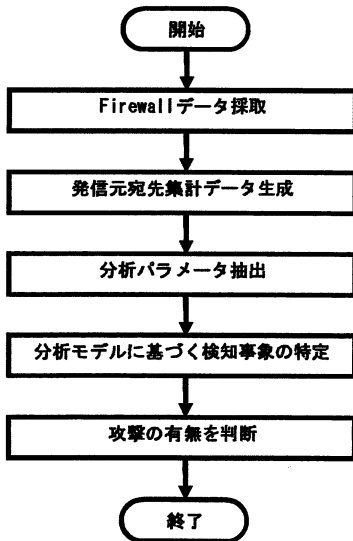 開始
Firewallデータ採取
発信元宛先集計データ生成
分析パラメータ抽出
分析モデルに基づく検知事象の特定
攻撃の有無を判断
終了